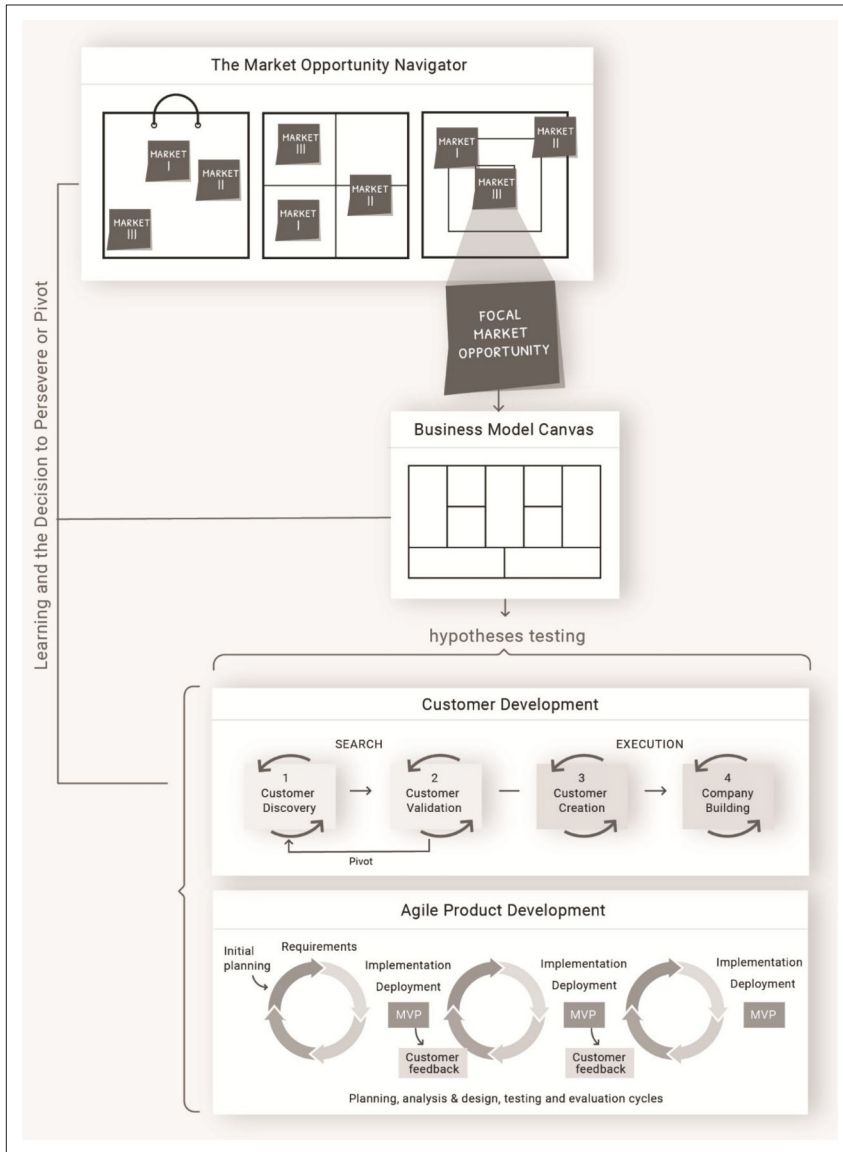 The Market Opportunity Navigator
MARKET
I
MARKET
II
MARKET
III
MARKET
III
MARKET
II
MARKET
I
MARKET
I
MARKET
II
MARKET
III
FOCAL
MARKET
OPPORTUNITY
Learning and the Decision to Persevere or Pivot
Business Model Canvas
hypotheses testing
Customer Development
SEARCH
EXECUTION
1
Customer
Discovery
2
Customer
Validation
3
Customer
Creation
4
Company
Building
Pivot
Agile Product Development
Initial
planning
Requirements
Implementation
Deployment
MVP
Customer
feedback
Implementation
Deployment
MVP
Customer
feedback
Implementation
Deployment
MVP
Planning, analysis & design, testing and evaluation cycles